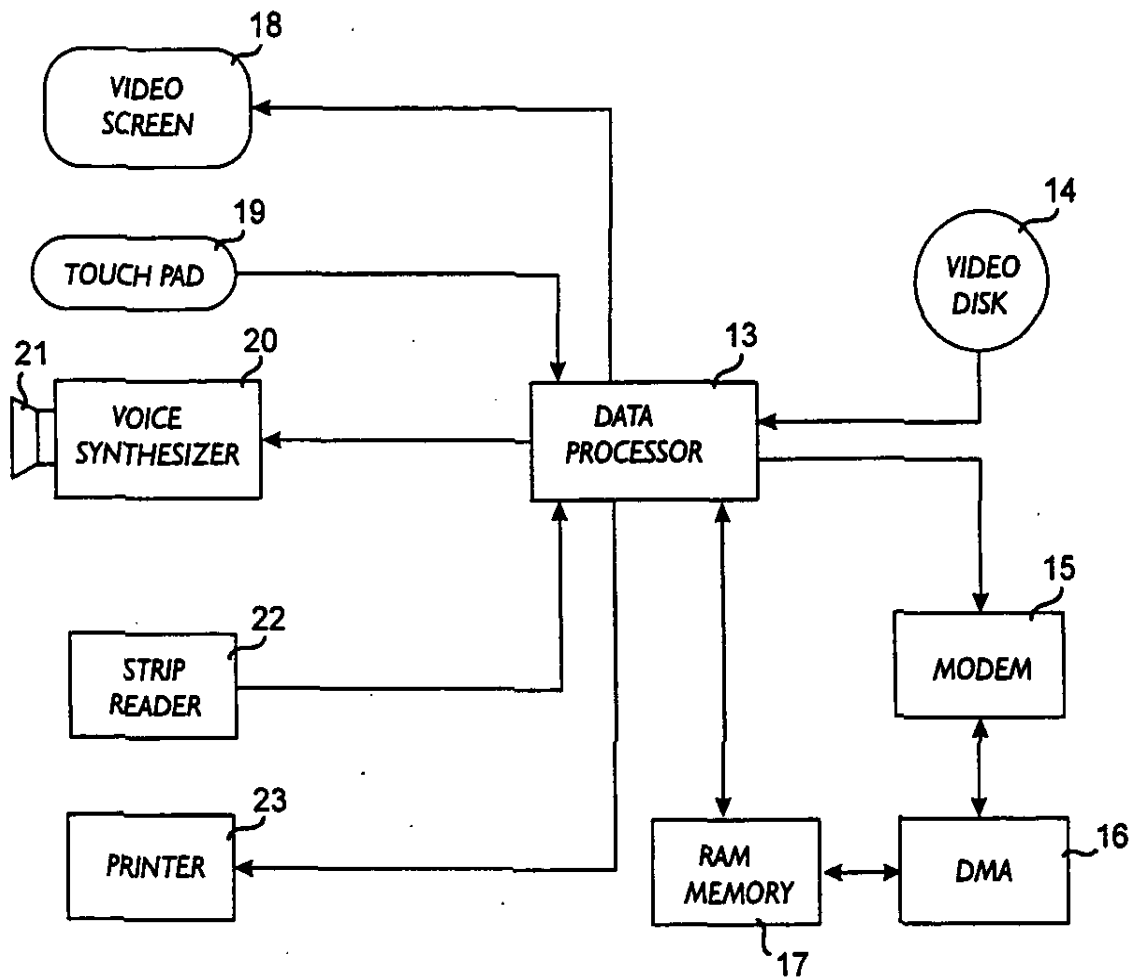 18
VIDEO
SCREEN
19
TOUCH PAD
14
VIDEO
DISK
21
20
VOICE
SYNTHESIZER
13
DATA
PROCESSOR
22
STRIP
READER
15
MODEM
23
PRINTER
RAM
MEMORY
17
DMA
16